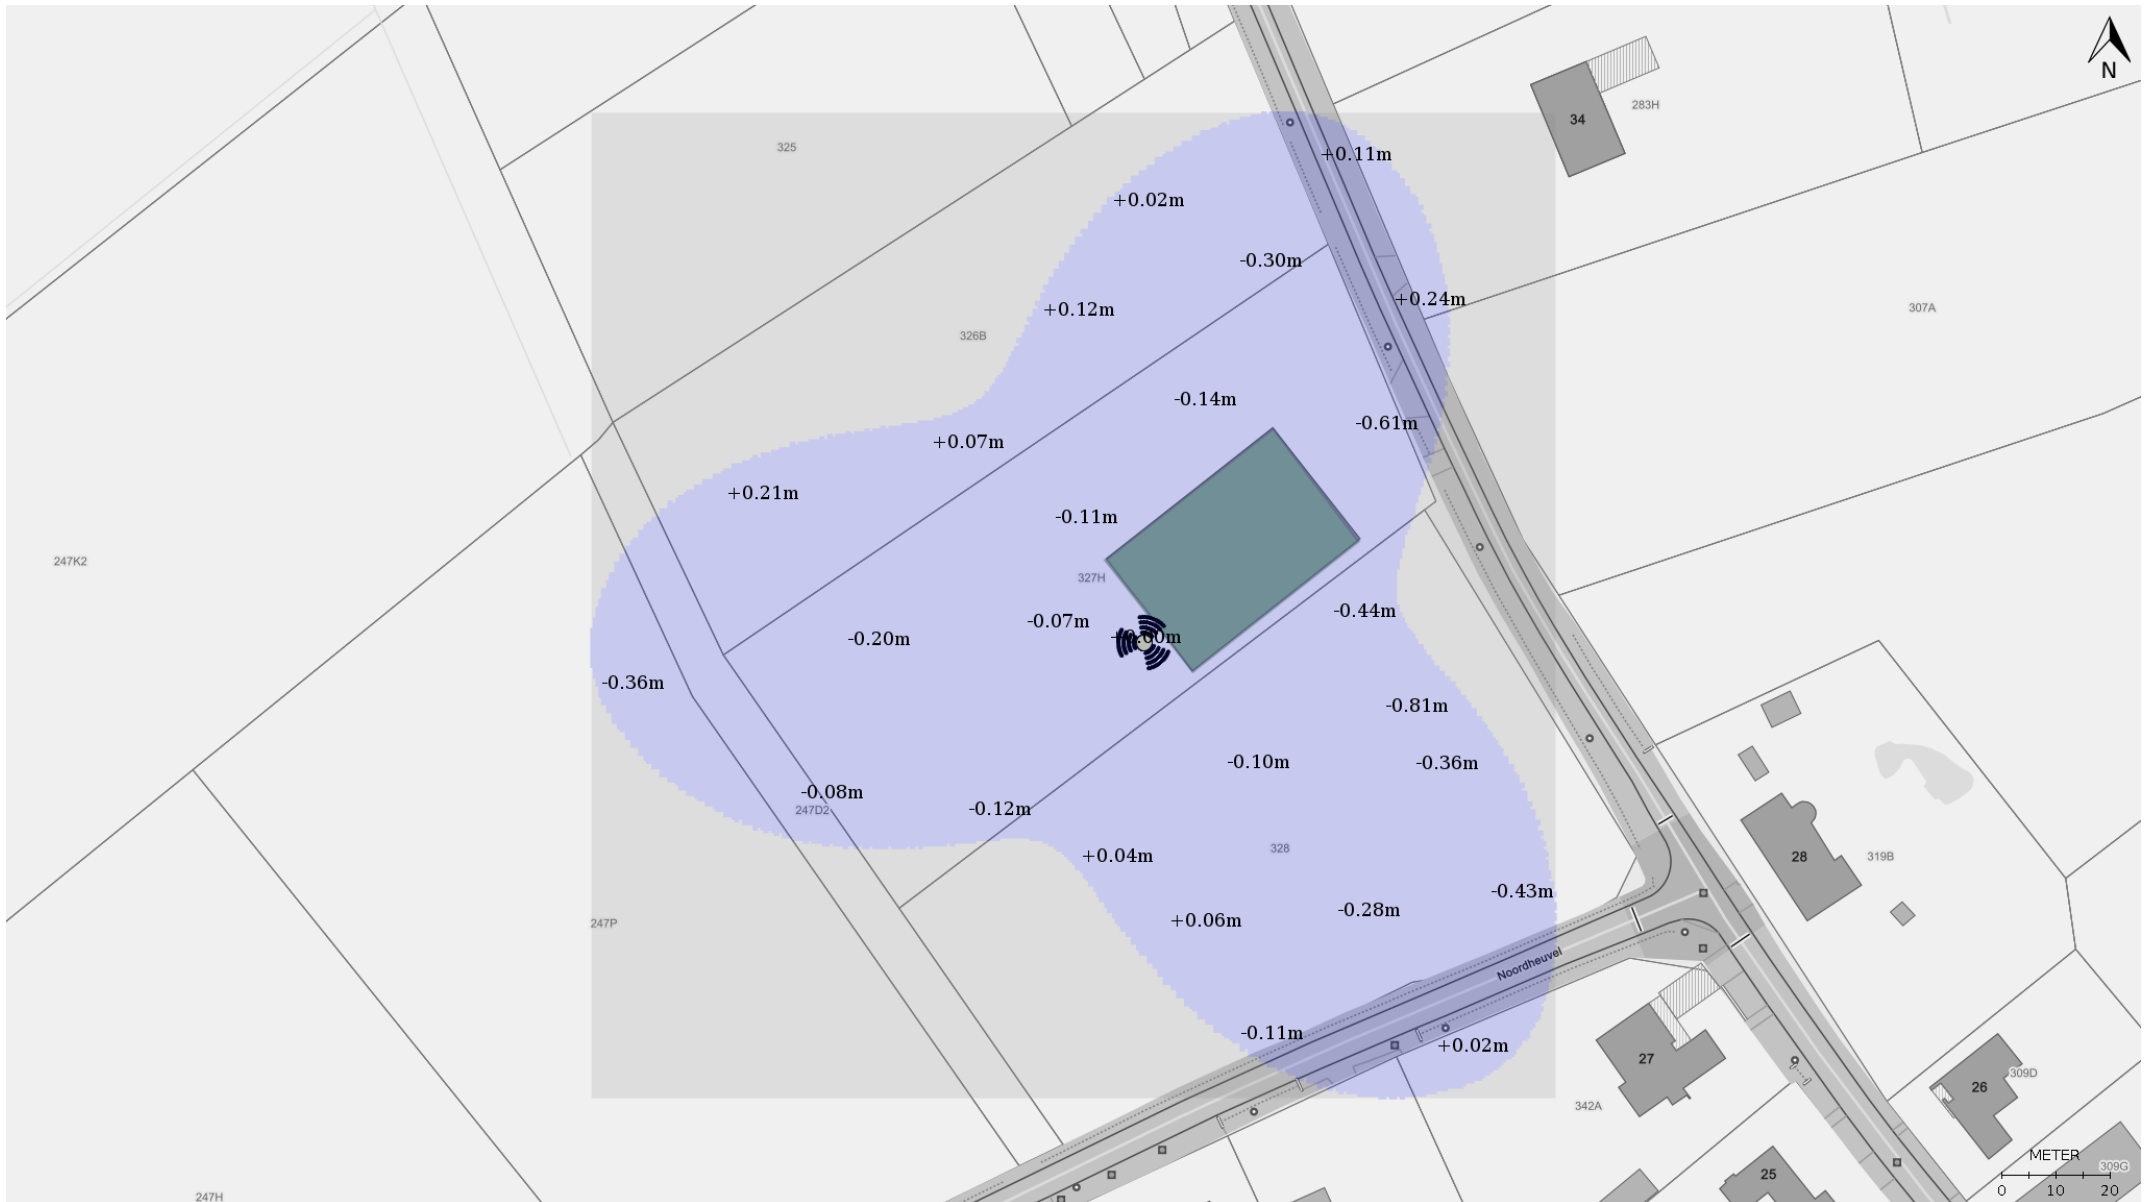 N
34
283H
325
+0.11m
+0.02m
-0.30m
+0.24m
307A
+0.12m
326B
-0.14m
-0.61m
+0.07m
+0.21m
-0.11m
247K2
327H
-0.44m
-0.07m
-0.20m
-0.36m
-0.81m
-0.10m
-0.36m
-0.08m
247D2
-0.12m
328
+0.04m
28
319B
-0.43m
-0.28m
+0.06m
247P
Noordheuvel
-0.11m
+0.02m
27
309D
26
342A
METER
309G
25
0 10 20
247H